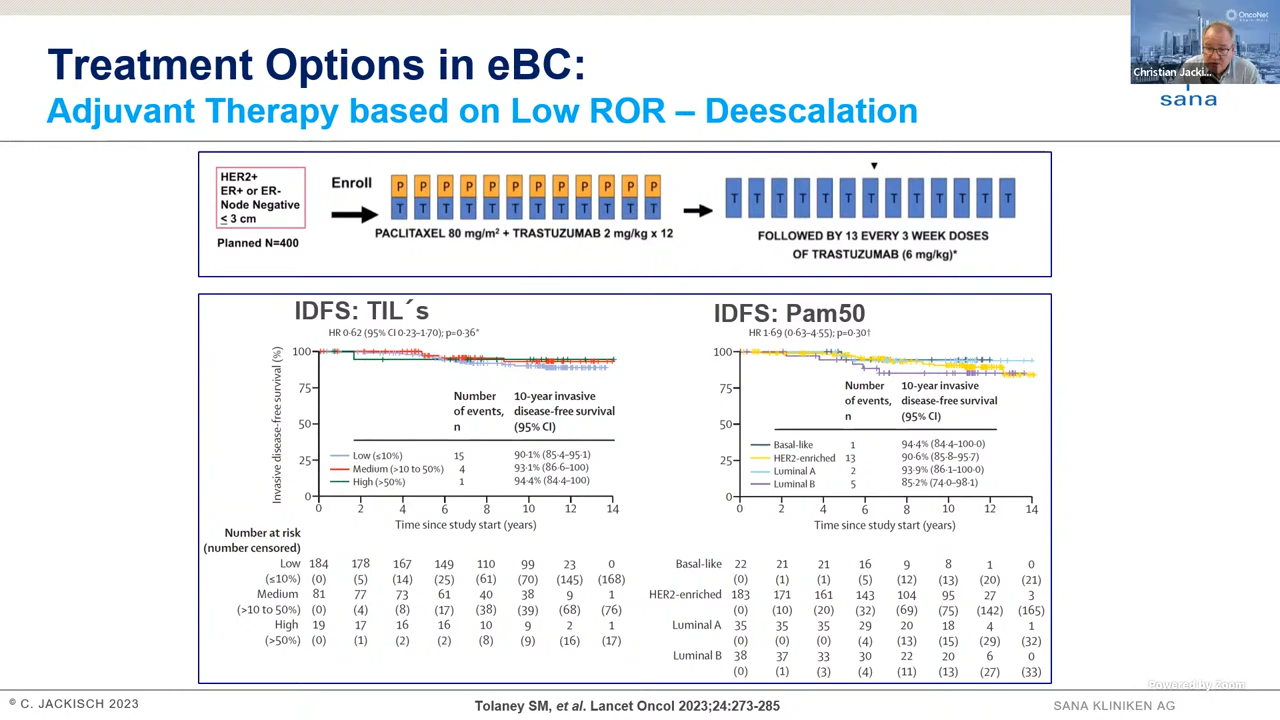 OncoNet
Christian Jacki...
sana
Treatment Options in eBC:
Adjuvant Therapy based on Low ROR – Deescalation
HER2+
ER+ or ER-
Node Negative
≤ 3 cm
Planned N=400
Enroll
P P P P P P P P P P P P
T T T T T T T T T T T T
PACLITAXEL 80 mg/m² + TRASTUZUMAB 2 mg/kg x 12
T T T T T T T T T T T T T
FOLLOWED BY 13 EVERY 3 WEEK DOSES
OF TRASTUZUMAB (6 mg/kg)*
IDFS: TIL´s
HR 0·62 (95% CI 0·23–1·70); p=0·36*
Invasive disease-free survival (%)
100
75
50
25
0
Number of events, n
10-year invasive disease-free survival (95% CI)
Low (≤10%) 15 90·1% (85·4–95·1)
Medium (>10 to 50%) 4 93·1% (86·6–100)
High (>50%) 1 94·4% (84·4–100)
0 2 4 6 8 10 12 14
Time since study start (years)
Number at risk
(number censored)
Low 184 178 167 149 110 99 23 0
(≤10%) (0) (5) (14) (25) (61) (70) (145) (168)
Medium 81 77 73 61 40 38 9 1
(>10 to 50%) (0) (4) (8) (17) (38) (39) (68) (76)
High 19 17 16 16 10 9 2 1
(>50%) (0) (1) (2) (2) (8) (9) (16) (17)
IDFS: Pam50
HR 1·69 (0·63–4·55); p=0·30†
100
75
50
25
0
Number of events, n
10-year invasive disease-free survival (95% CI)
Basal-like 1 94·4% (84·4–100·0)
HER2-enriched 13 90·6% (85·8–95·7)
Luminal A 2 93·9% (86·1–100·0)
Luminal B 5 85·2% (74·0–98·1)
0 2 4 6 8 10 12 14
Time since study start (years)
Basal-like 22 21 21 16 9 8 1 0
(0) (1) (1) (5) (12) (13) (20) (21)
HER2-enriched 183 171 161 143 104 95 27 3
(0) (10) (20) (32) (69) (75) (142) (165)
Luminal A 35 35 35 29 20 18 4 1
(0) (0) (0) (4) (13) (15) (29) (32)
Luminal B 38 37 33 30 22 20 6 0
(0) (1) (3) (4) (11) (13) (27) (33)
Powered by Zoom
© C. JACKISCH 2023
Tolaney SM, et al. Lancet Oncol 2023;24:273-285
SANA KLINIKEN AG